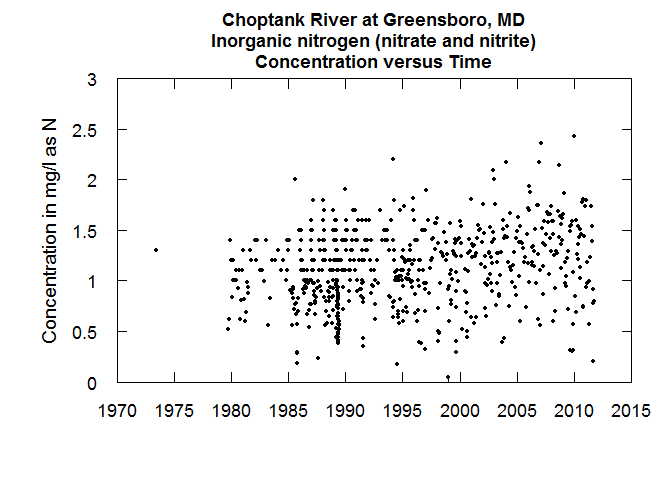 Choptank River at Greensboro, MD
Inorganic nitrogen (nitrate and nitrite)
Concentration versus Time
Concentration in mg/l as N
3
2.5
2
1.5
1
0.5
0
1970 1975 1980 1985 1990 1995 2000 2005 2010 2015